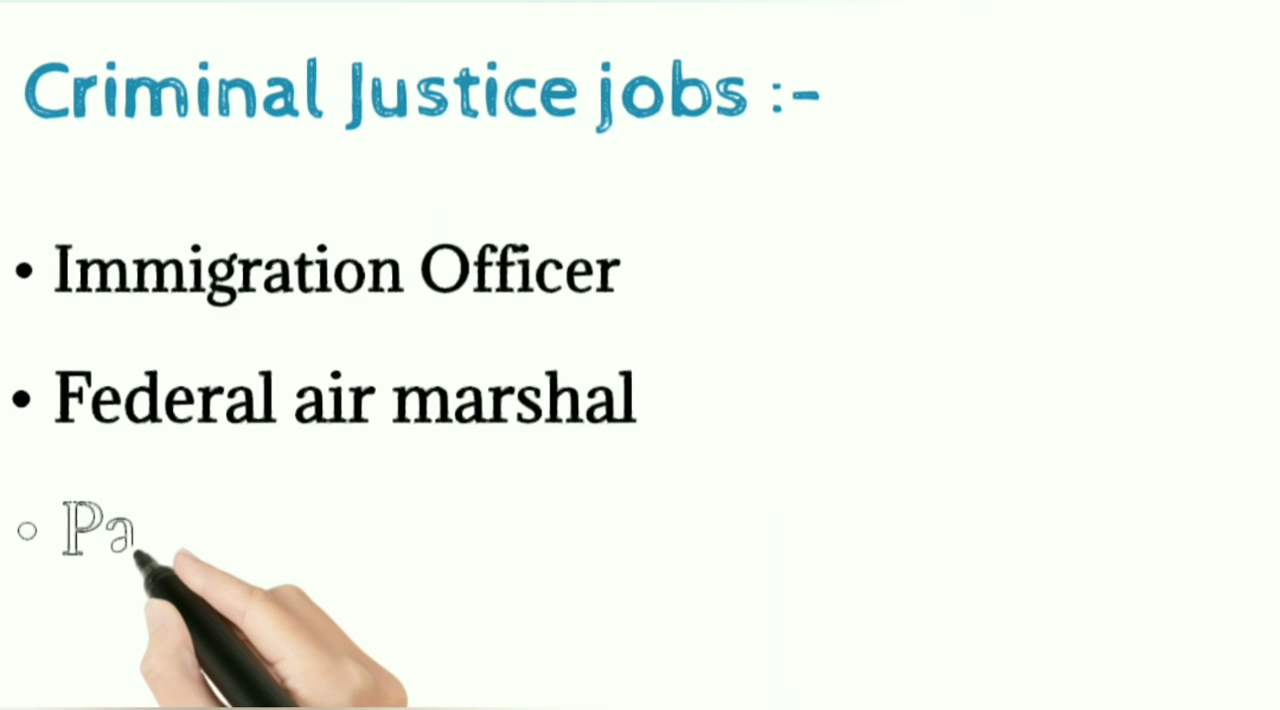 Criminal Justice jobs :-
• Immigration Officer
• Federal air marshal
◦ Pa